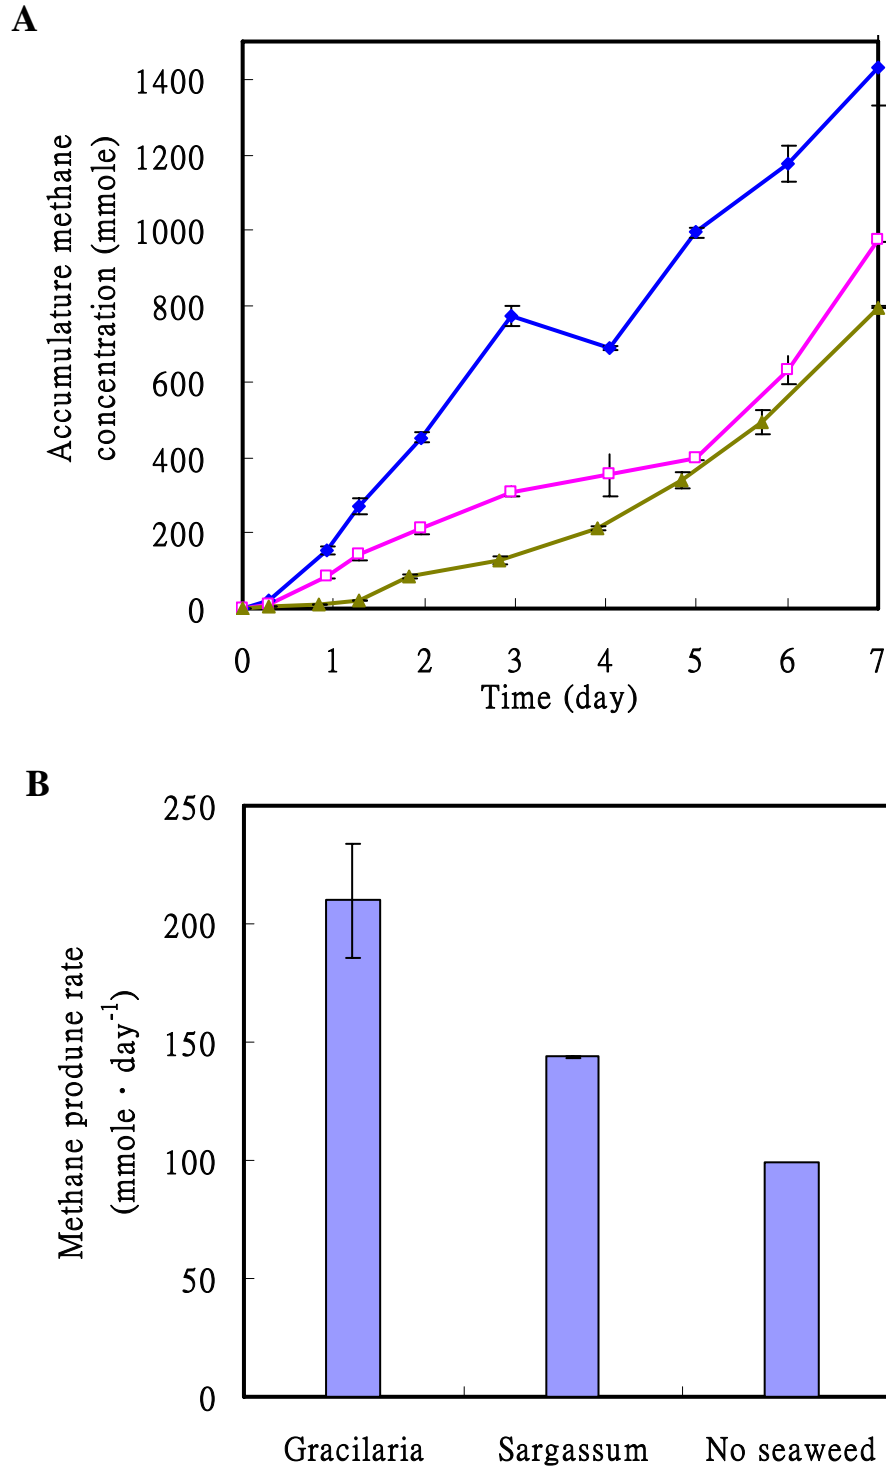 A
Accumulature methane
concentration (mmole)
1400
1200
1000
800
600
400
200
0
0 1 2 3 4 5 6 7
Time (day)
B
Methane produne rate
(mmole・day-1)
250
200
150
100
50
0
Gracilaria Sargassum No seaweed